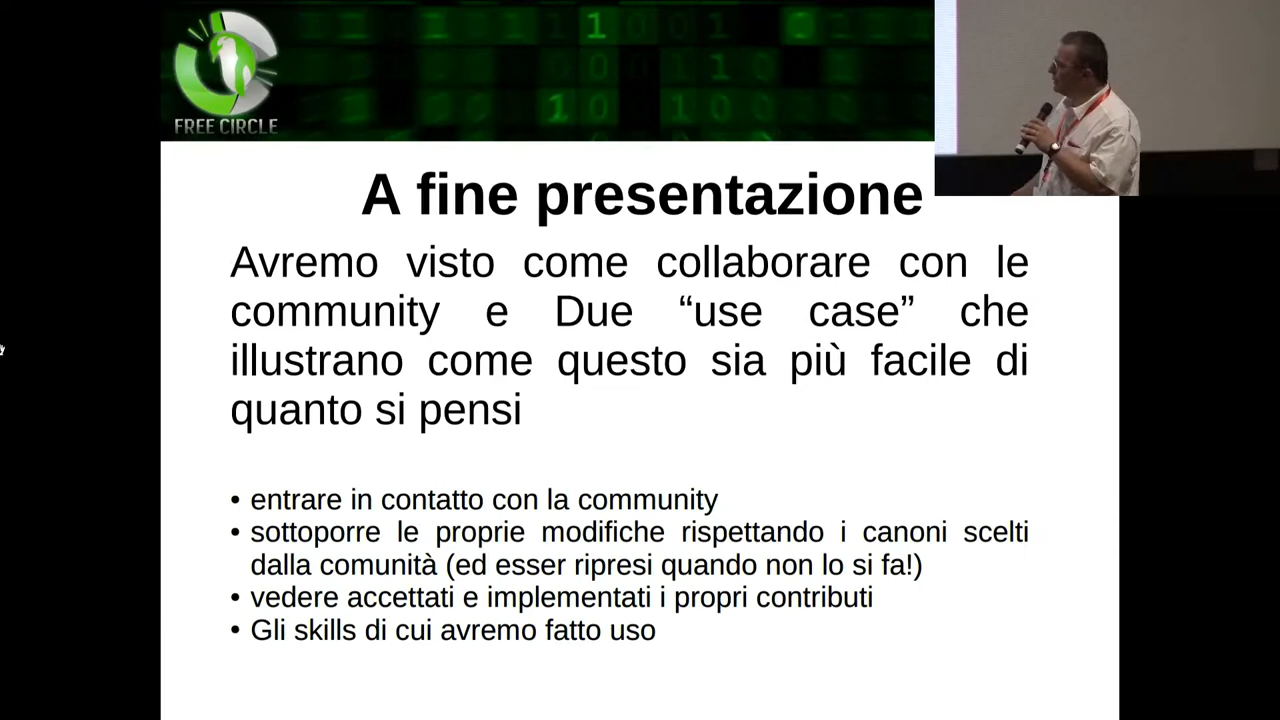 FREE CIRCLE
A fine presentazione
Avremo visto come collaborare con le
community e Due “use case” che
illustrano come questo sia più facile di
quanto si pensi
• entrare in contatto con la community
• sottoporre le proprie modifiche rispettando i canoni scelti
dalla comunità (ed esser ripresi quando non lo si fa!)
• vedere accettati e implementati i propri contributi
• Gli skills di cui avremo fatto uso